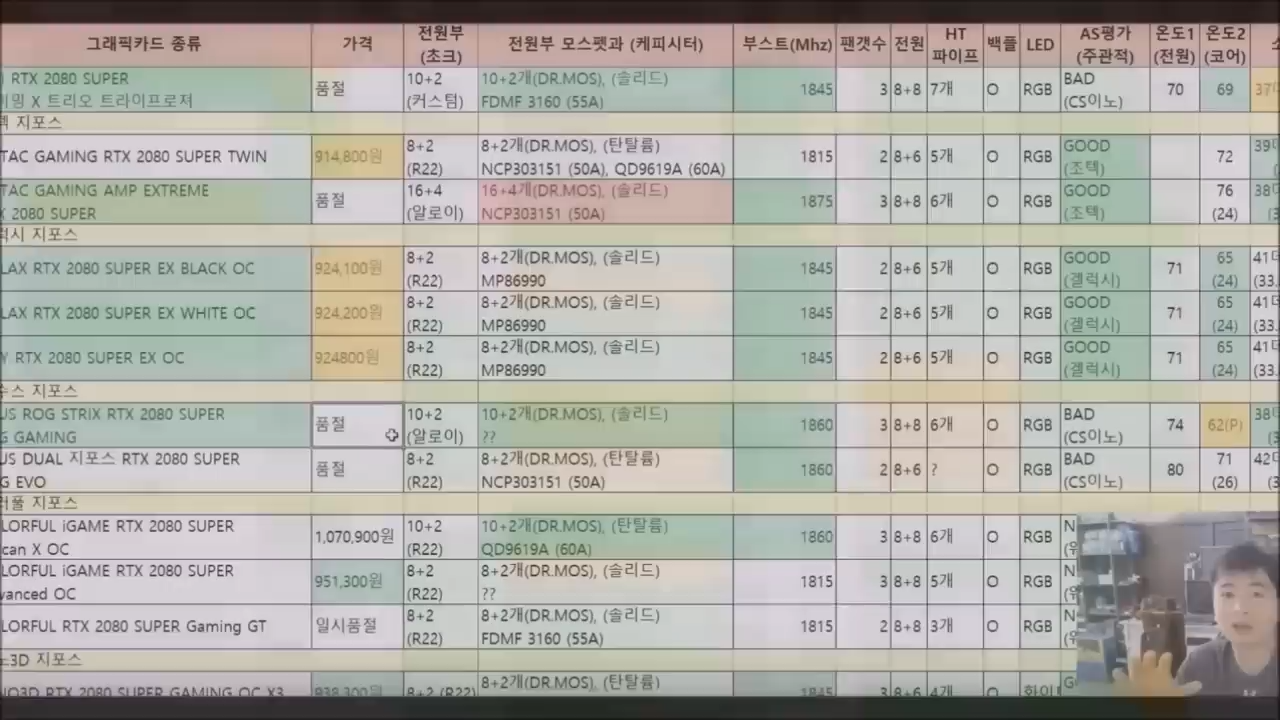 그래픽카드 종류 가격 전원부 (초크) 전원부 모스펫과 (케피시터) 부스트(Mhz) 팬갯수 전원 HT 파이프 백플 LED AS평가 (주관적) 온도1 (전원) 온도2 (코어)
RTX 2080 SUPER 품절 10+2 10+2개(DR.MOS), (솔리드) 1845 3 8+8 7개 O RGB BAD 70 69
X 트리오 트라이프로져 (커스텀) FDMF 3160 (55A) (CS이노)
지포스
TAC GAMING RTX 2080 SUPER TWIN 914,800원 8+2 8+2개(DR.MOS), (탄탈륨) 1815 2 8+6 5개 O RGB GOOD 72
(R22) NCP303151 (50A), QD9619A (60A) (조텍)
TAC GAMING AMP EXTREME 품절 16+4 16+4개(DR.MOS), (솔리드) 1875 3 8+8 6개 O RGB GOOD 76
2080 SUPER (알로이) NCP303151 (50A) (조텍) (24)
지포스
LAX RTX 2080 SUPER EX BLACK OC 924,100원 8+2 8+2개(DR.MOS), (솔리드) 1845 2 8+6 5개 O RGB GOOD 71 65
(R22) MP86990 (겔럭시) (24)
LAX RTX 2080 SUPER EX WHITE OC 924,200원 8+2 8+2개(DR.MOS), (솔리드) 1845 2 8+6 5개 O RGB GOOD 71 65
(R22) MP86990 (겔럭시) (24)
RTX 2080 SUPER EX OC 924800원 8+2 8+2개(DR.MOS), (솔리드) 1845 2 8+6 5개 O RGB GOOD 71 65
(R22) MP86990 (겔럭시) (24)
지포스
US ROG STRIX RTX 2080 SUPER 품절 10+2 10+2개(DR.MOS), (솔리드) 1860 3 8+8 6개 O RGB BAD 74 62(P)
G GAMING (알로이) ?? (CS이노)
US DUAL 지포스 RTX 2080 SUPER 품절 8+2 8+2개(DR.MOS), (탄탈륨) 1860 2 8+6 ? O RGB BAD 80 71
G EVO (R22) NCP303151 (50A) (CS이노) (26)
지포스
LORFUL iGAME RTX 2080 SUPER 1,070,900원 10+2 10+2개(DR.MOS), (탄탈륨) 1860 3 8+8 6개 O RGB
can X OC (R22) QD9619A (60A)
LORFUL iGAME RTX 2080 SUPER 951,300원 8+2 8+2개(DR.MOS), (솔리드) 1815 3 8+8 5개 O RGB
vanced OC (R22) ??
LORFUL RTX 2080 SUPER Gaming GT 일시품절 8+2 8+2개(DR.MOS), (솔리드) 1815 2 8+8 3개 O RGB
(R22) FDMF 3160 (55A)
3D 지포스
RTX 2080 SUPER GAMING OC X3 938,300원 8+2 (R22) 8+2개(DR.MOS), (탄탈륨) 1845 3 8+6 4개 O